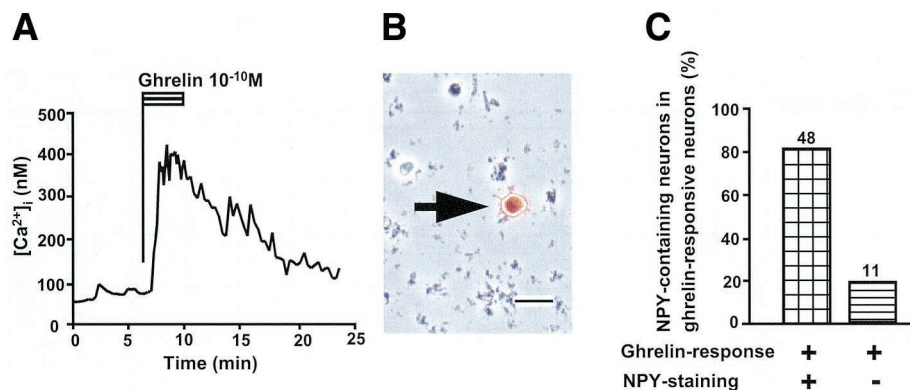 A
Ghrelin 10⁻¹⁰M
[Ca²⁺]ᵢ (nM)
500
400
300
200
100
0
0 5 10 15 20 25
Time (min)
B
C
NPY-containing neurons in
ghrelin-responsive neurons (%)
100
80
60
40
20
0
48
11
Ghrelin-response + +
NPY-staining + -